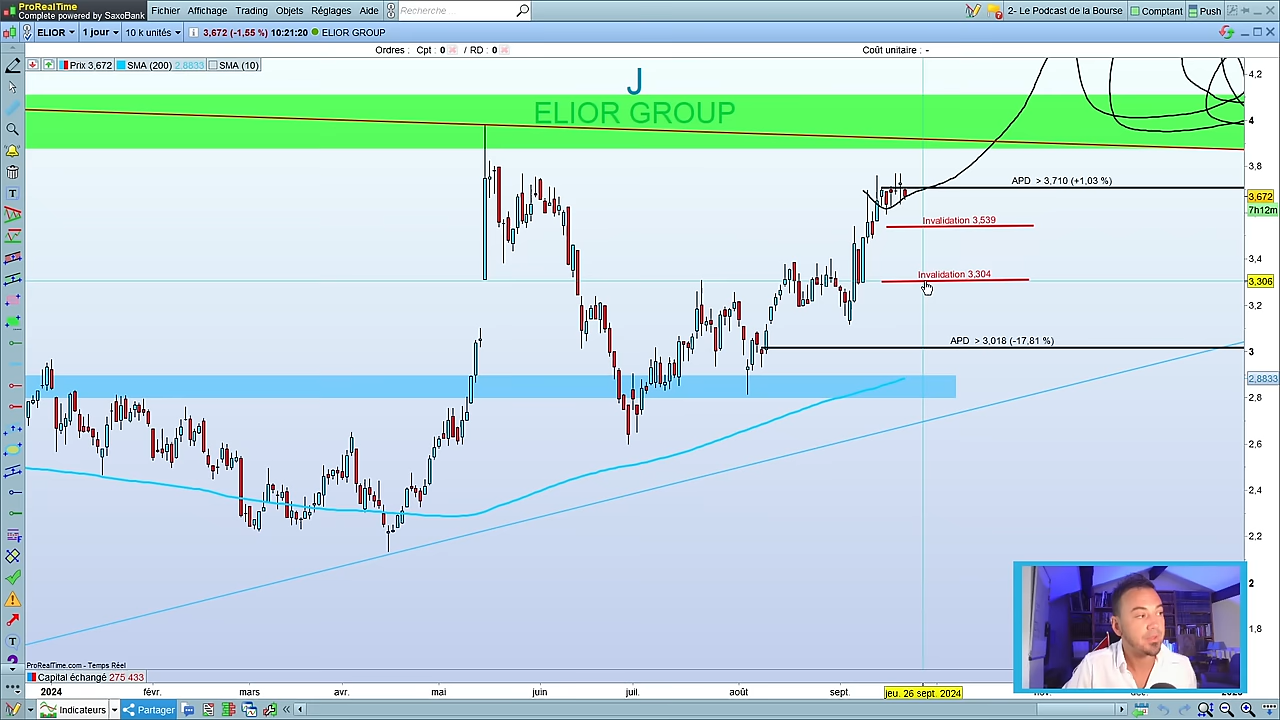 ProRealTime
Complete powered by SaxoBank
Fichier Affichage Trading Objets Réglages Aide Recherche...
2- Le Podcast de la Bourse Comptant Push
ELIOR 1 jour 10 k unités 3,672 (-1,55 %) 10:21:20 ELIOR GROUP
Ordres : Cpt : 0 / RD : 0 Coût unitaire : -
Prix 3,672 SMA (200) 2.8833 SMA (10)
J
ELIOR GROUP
4,2
4
3,8
APD > 3,710 (+1,03 %)
3,672
7h12m
Invalidation 3,539
3,4
Invalidation 3,304
3,306
3,2
APD > 3,018 (-17,81 %)
3
2,8833
2,8
2,6
2,4
2,2
2
1,8
ProRealTime.com - Temps Réel
Capital échangé 275 433
2024 févr. mars avr. mai juin juil. août sept. jeu. 26 sept. 2024
Indicateurs Partager